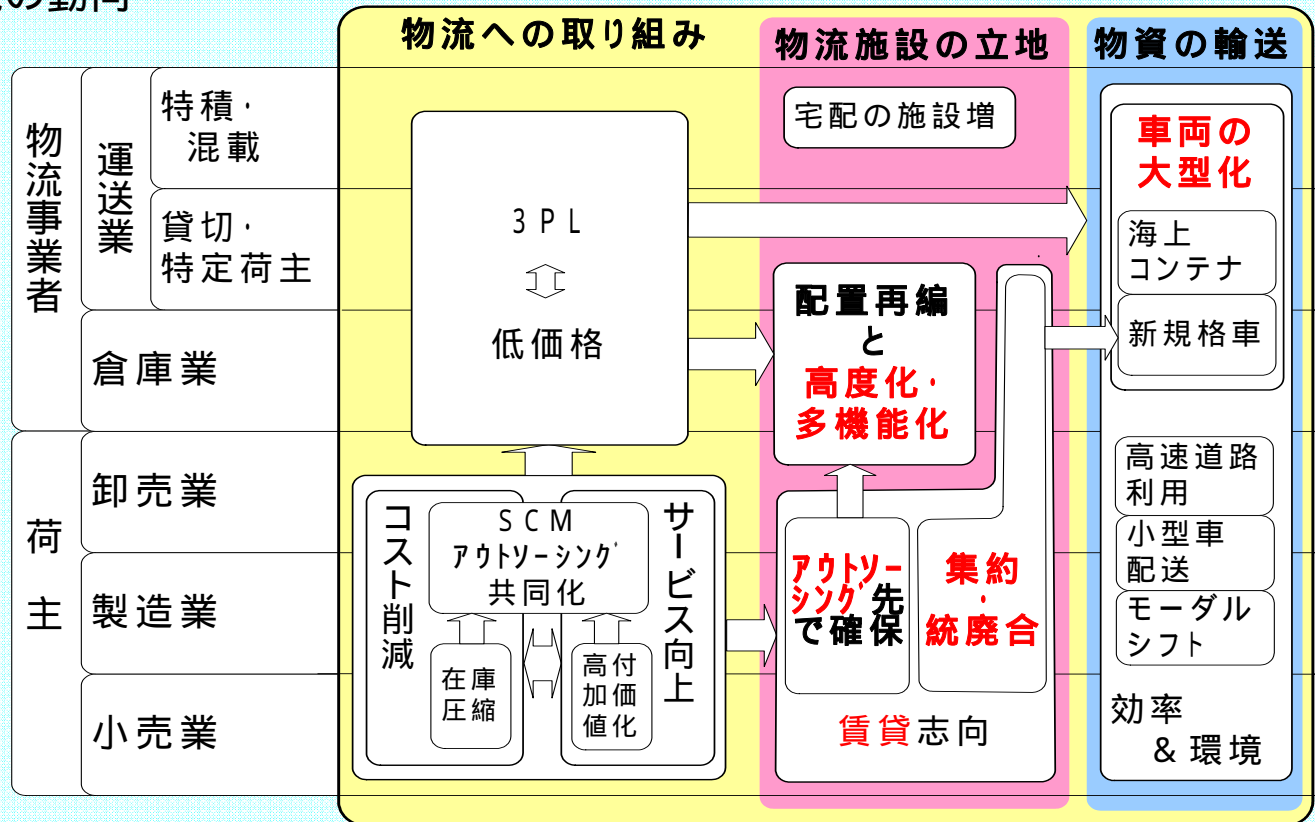 の動向
物流への取り組み
物流施設の立地
物資の輸送
物流事業者
運送業
特積・
混載
貸切・
特定荷主
倉庫業
荷主
卸売業
製造業
小売業
3PL
低価格
コスト削減
SCM
アウトソーシング
共同化
サービス向上
在庫
圧縮
高付
加価
値化
宅配の施設増
配置再編
と
高度化・
多機能化
アウトソー
シング先
で確保
集約
・
統廃合
賃貸志向
車両の
大型化
海上
コンテナ
新規格車
高速道路
利用
小型車
配送
モーダル
シフト
効率
&環境